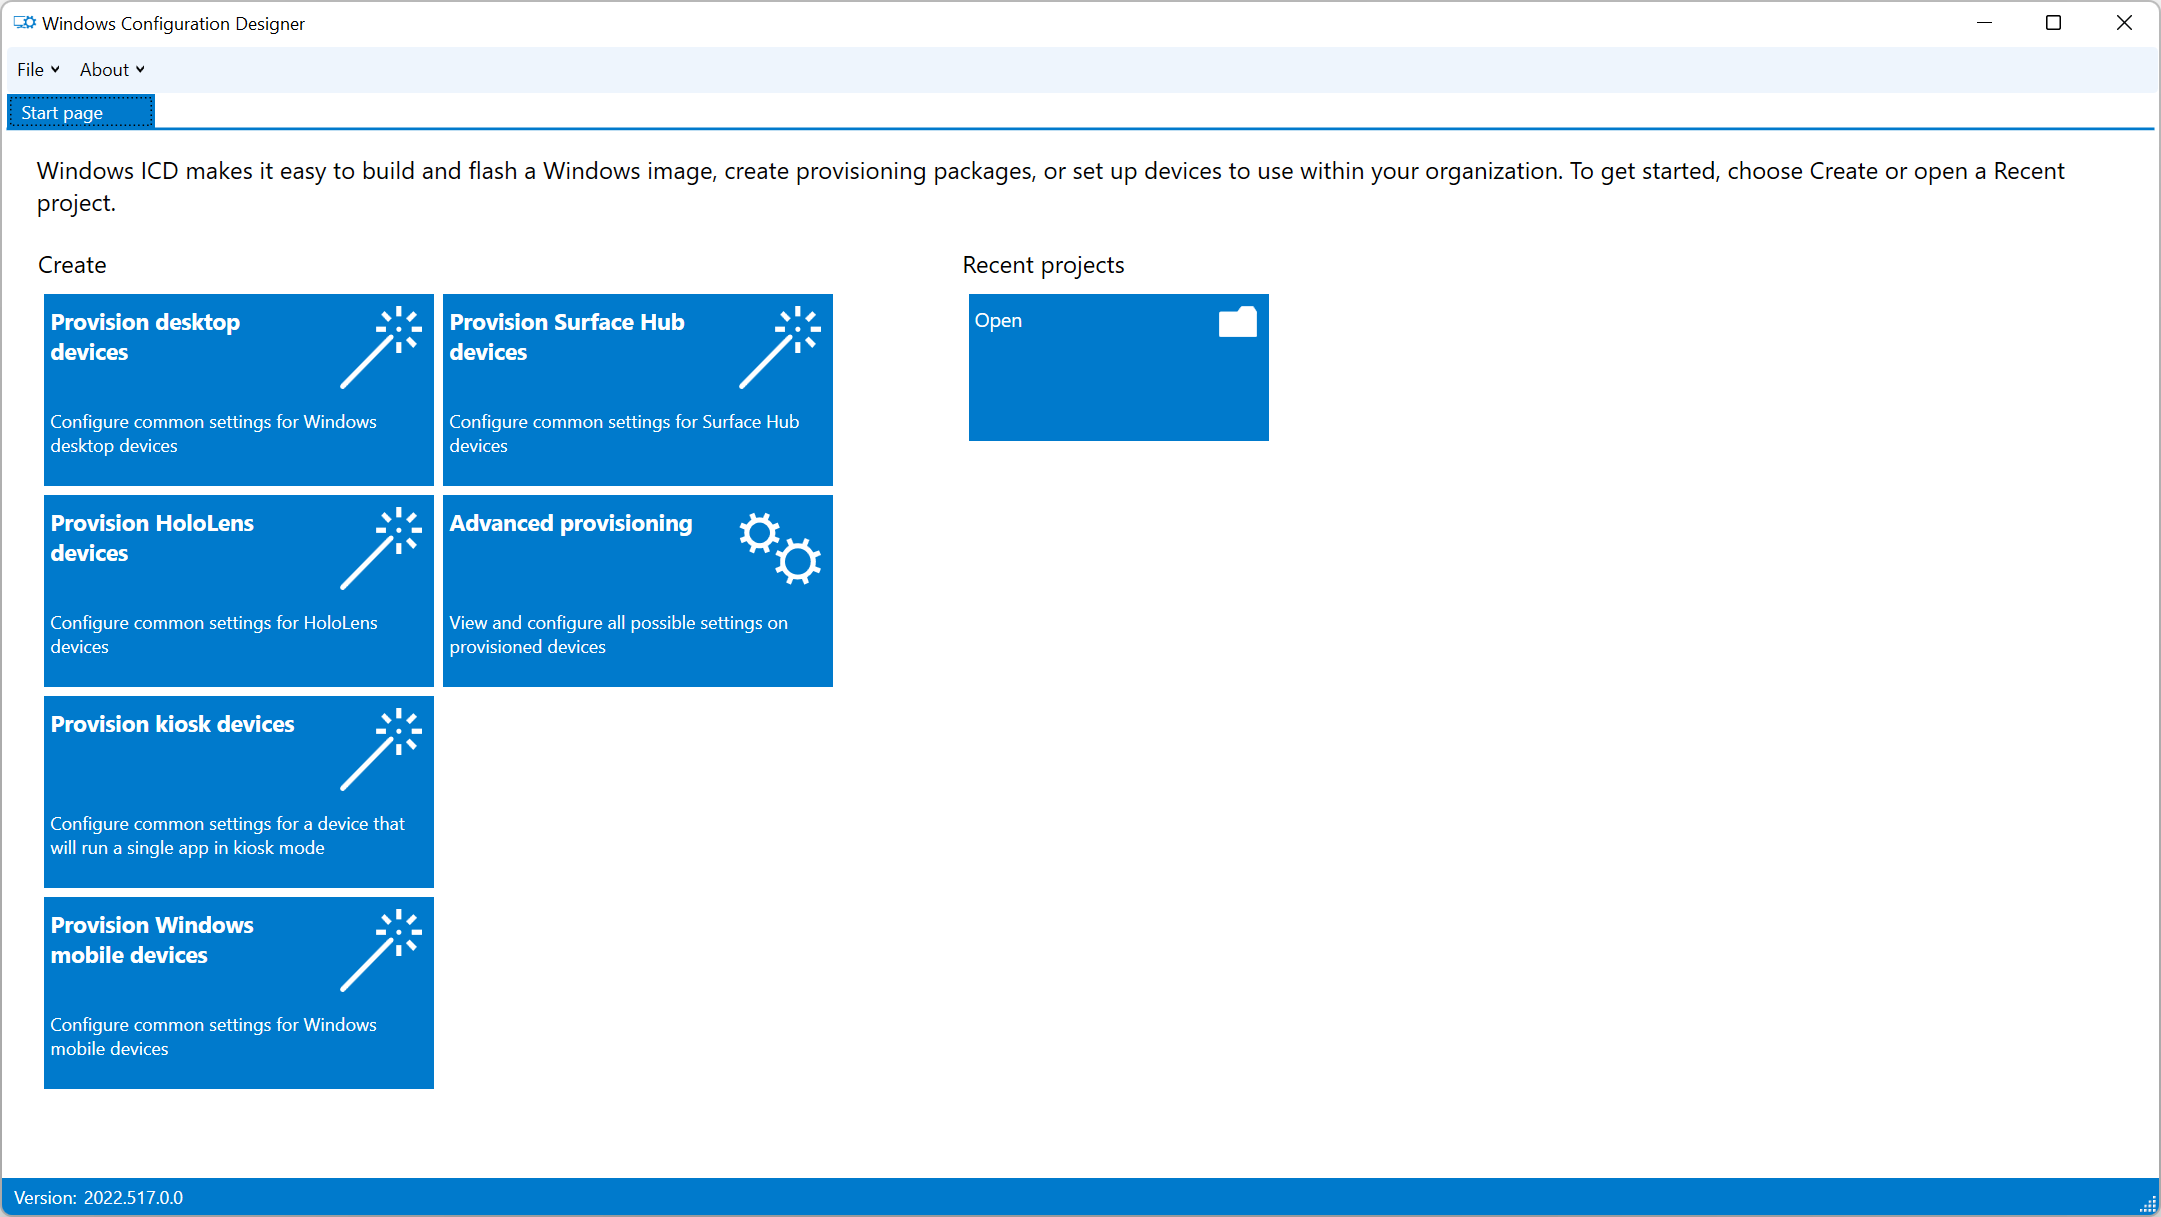 Windows Configuration Designer
File
About
Start page
Windows ICD makes it easy to build and flash a Windows image, create provisioning packages, or set up devices to use within your organization. To get started, choose Create or open a Recent
project.
Create
Provision desktop
devices
Configure common settings for Windows
desktop devices
Provision Surface Hub
devices
Configure common settings for Surface Hub
devices
Provision HoloLens
devices
Configure common settings for HoloLens
devices
Advanced provisioning
View and configure all possible settings on
provisioned devices
Provision kiosk devices
Configure common settings for a device that
will run a single app in kiosk mode
Provision Windows
mobile devices
Configure common settings for Windows
mobile devices
Recent projects
Open
Version: 2022.517.0.0